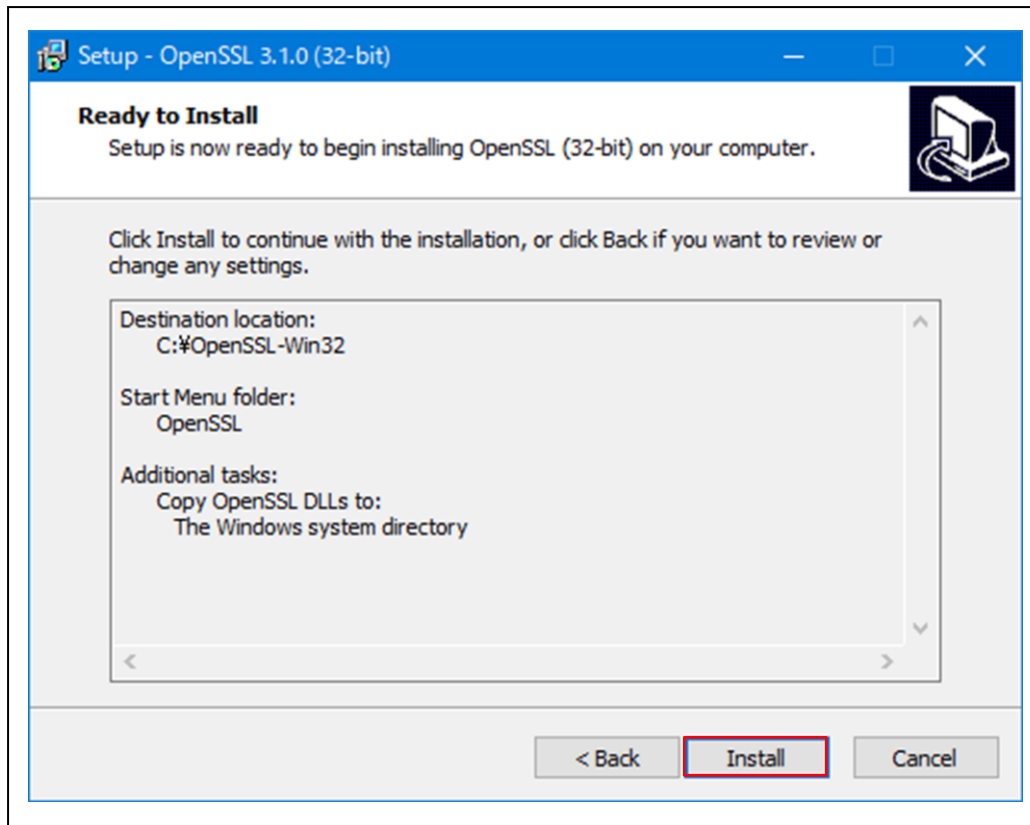 Setup - OpenSSL 3.1.0 (32-bit)
Ready to Install
Setup is now ready to begin installing OpenSSL (32-bit) on your computer.
Click Install to continue with the installation, or click Back if you want to review or
change any settings.
Destination location:
C:¥OpenSSL-Win32
Start Menu folder:
OpenSSL
Additional tasks:
Copy OpenSSL DLLs to:
The Windows system directory
< Back
Install
Cancel